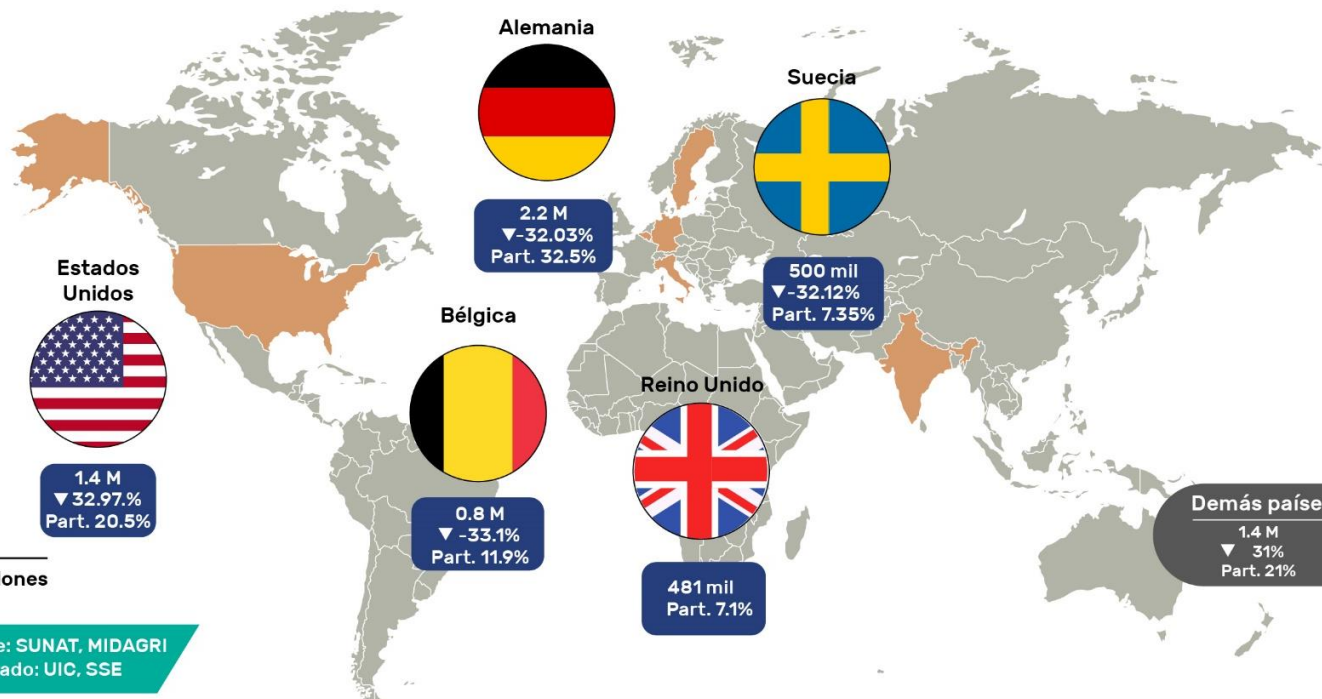 Alemania
2.2 M
▼-32.03%
Part. 32.5%
Suecia
500 mil
▼-32.12%
Part. 7.35%
Estados
Unidos
1.4 M
▼ 32.97.%
Part. 20.5%
Bélgica
0.8 M
▼ -33.1%
Part. 11.9%
Reino Unido
481 mil
Part. 7.1%
Demás paíse
1.4 M
▼ 31%
Part. 21%
ones
e: SUNAT, MIDAGRI
ado: UIC, SSE